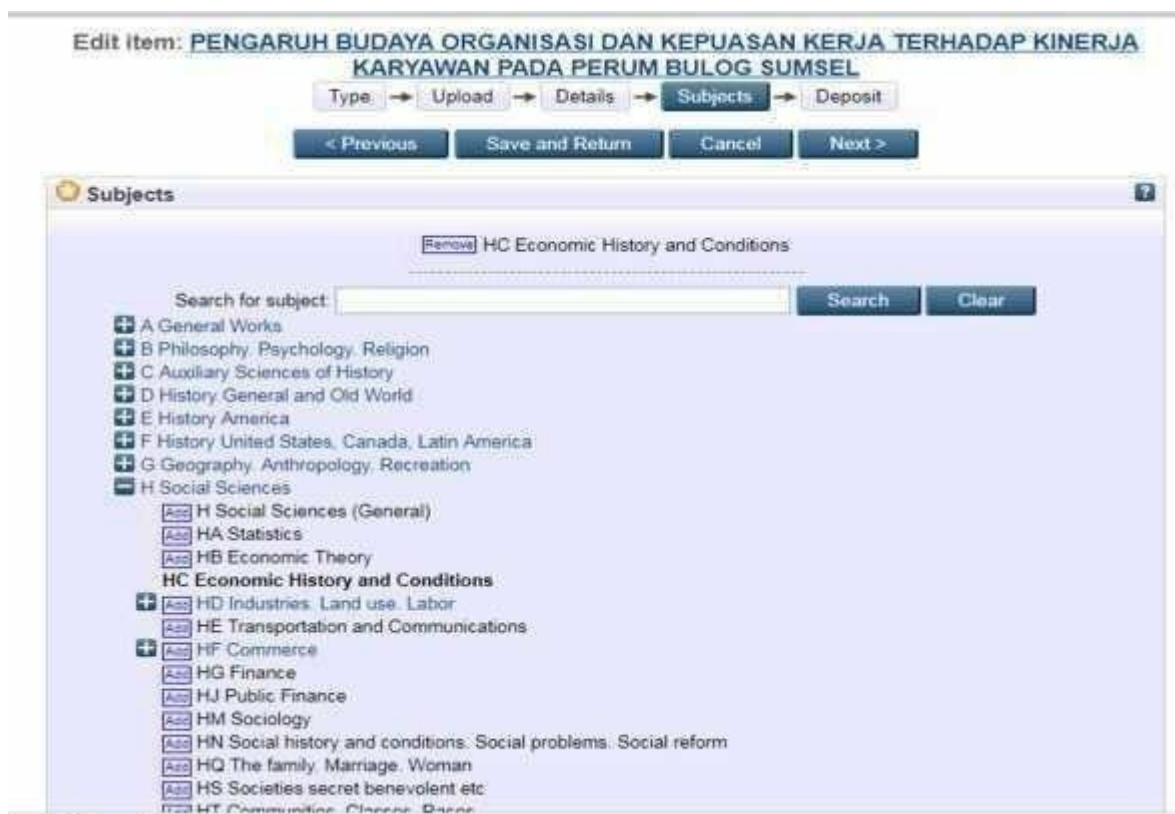 Edit item: PENGARUH BUDAYA ORGANISASI DAN KEPUASAN KERJA TERHADAP KINERJA
KARYAWAN PADA PERUM BULOG SUMSEL
Type → Upload → Details → Subjects → Deposit
< Previous Save and Return Cancel Next >
Subjects ?
Remove HC Economic History and Conditions
Search for subject: Search Clear
A General Works
B Philosophy. Psychology. Religion
C Auxiliary Sciences of History
D History General and Old World
E History America
F History United States, Canada, Latin America
G Geography. Anthropology. Recreation
H Social Sciences
Add H Social Sciences (General)
Add HA Statistics
Add HB Economic Theory
HC Economic History and Conditions
Add HD Industries. Land use. Labor
Add HE Transportation and Communications
Add HF Commerce
Add HG Finance
Add HJ Public Finance
Add HM Sociology
Add HN Social history and conditions. Social problems. Social reform
Add HQ The family. Marriage. Woman
Add HS Societies secret benevolent etc
Add HT Communities. Classes. Races